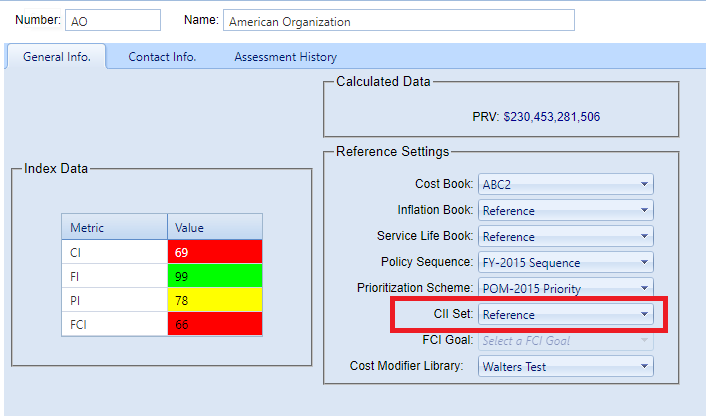 Number: AO Name: American Organization
General Info. Contact Info. Assessment History
Calculated Data
PRV: $230,453,281,506
Index Data
Metric Value
CI 69
FI 99
PI 78
FCI 66
Reference Settings
Cost Book: ABC2
Inflation Book: Reference
Service Life Book: Reference
Policy Sequence: FY-2015 Sequence
Prioritization Scheme: POM-2015 Priority
CII Set: Reference
FCI Goal: Select a FCI Goal
Cost Modifier Library: Walters Test